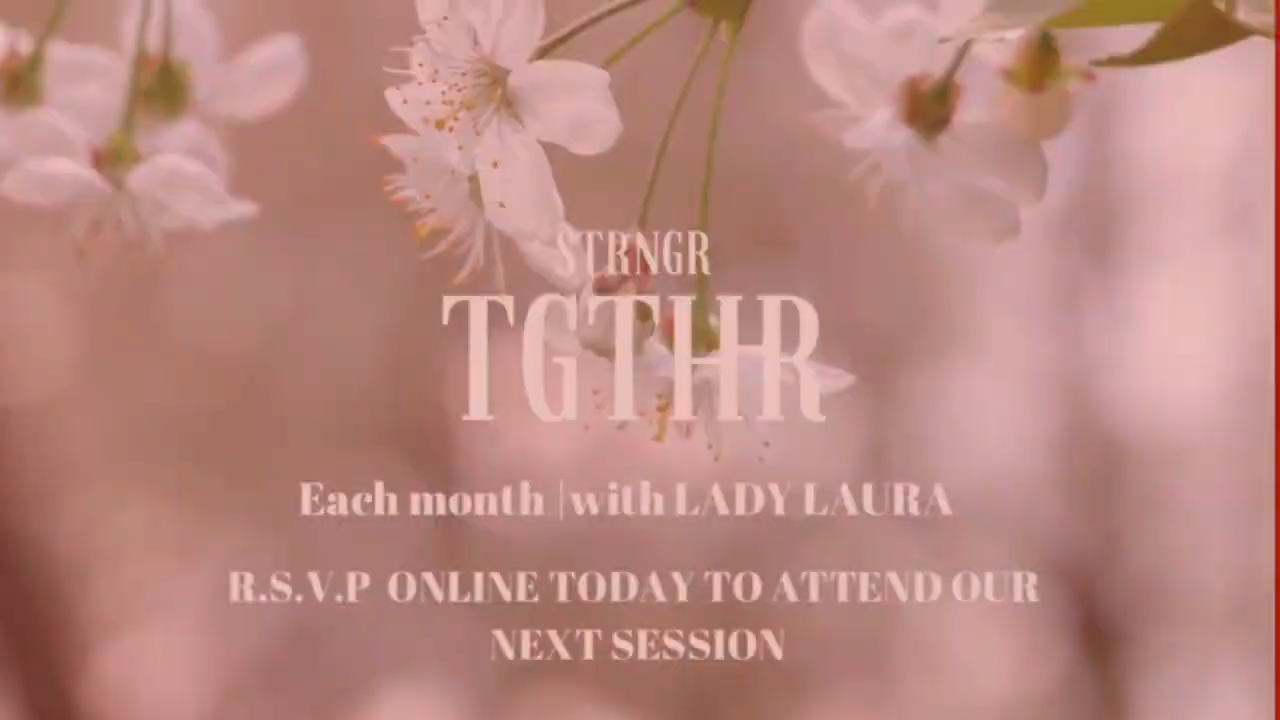 STRNGR
TGTHR
Each month | with LADY LAURA
R.S.V.P ONLINE TODAY TO ATTEND OUR
NEXT SESSION